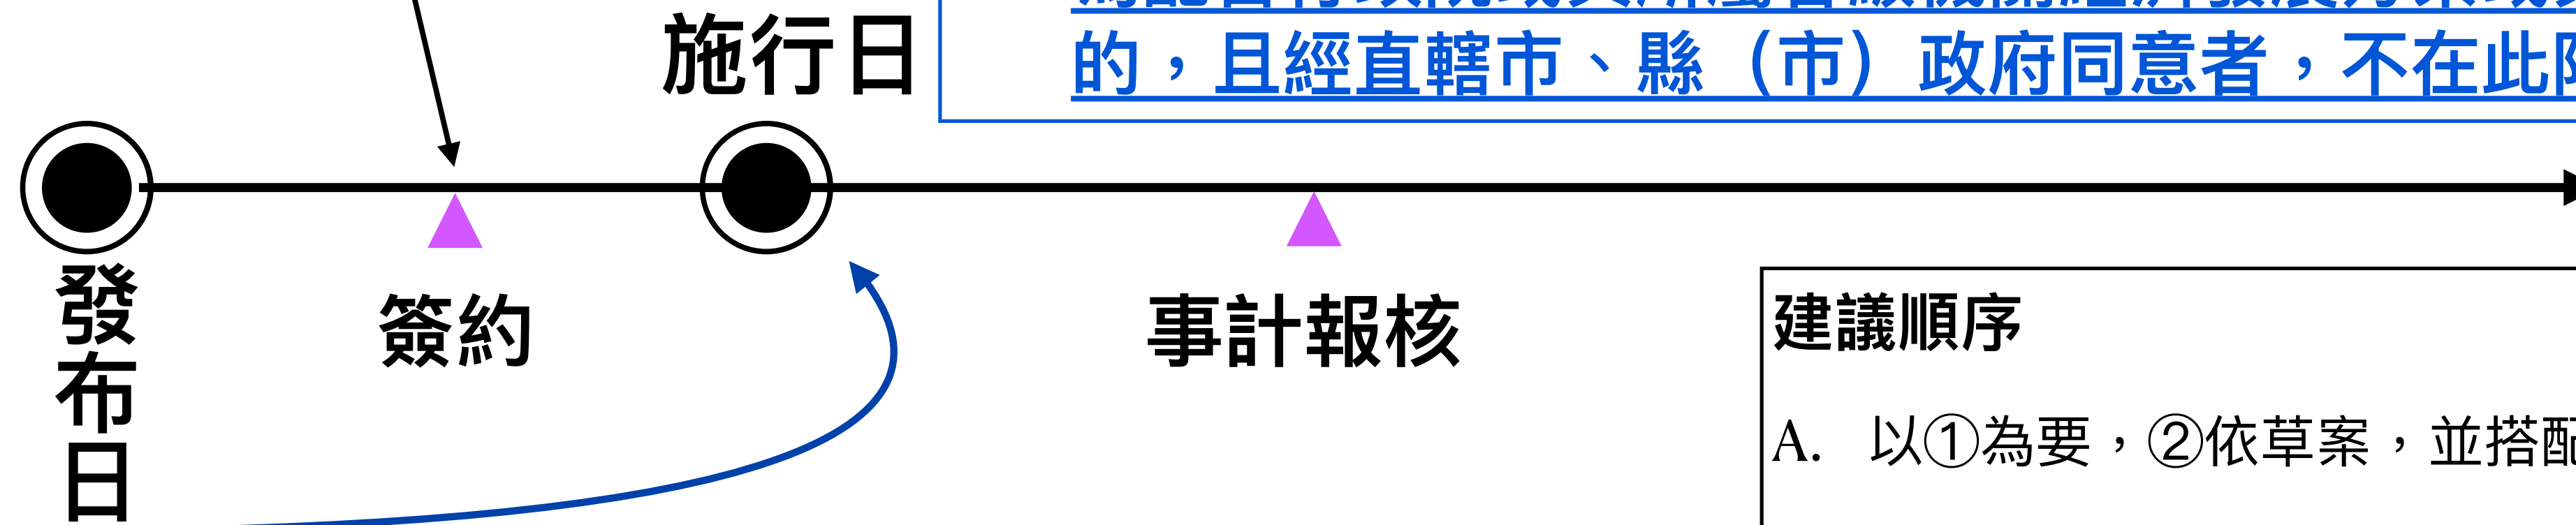 施行日
的，且經直轄市、縣（市）政府同意者，不在此
發布日
簽約
事計報核
建議順序
A. 以①為要，②依草案，並搭配